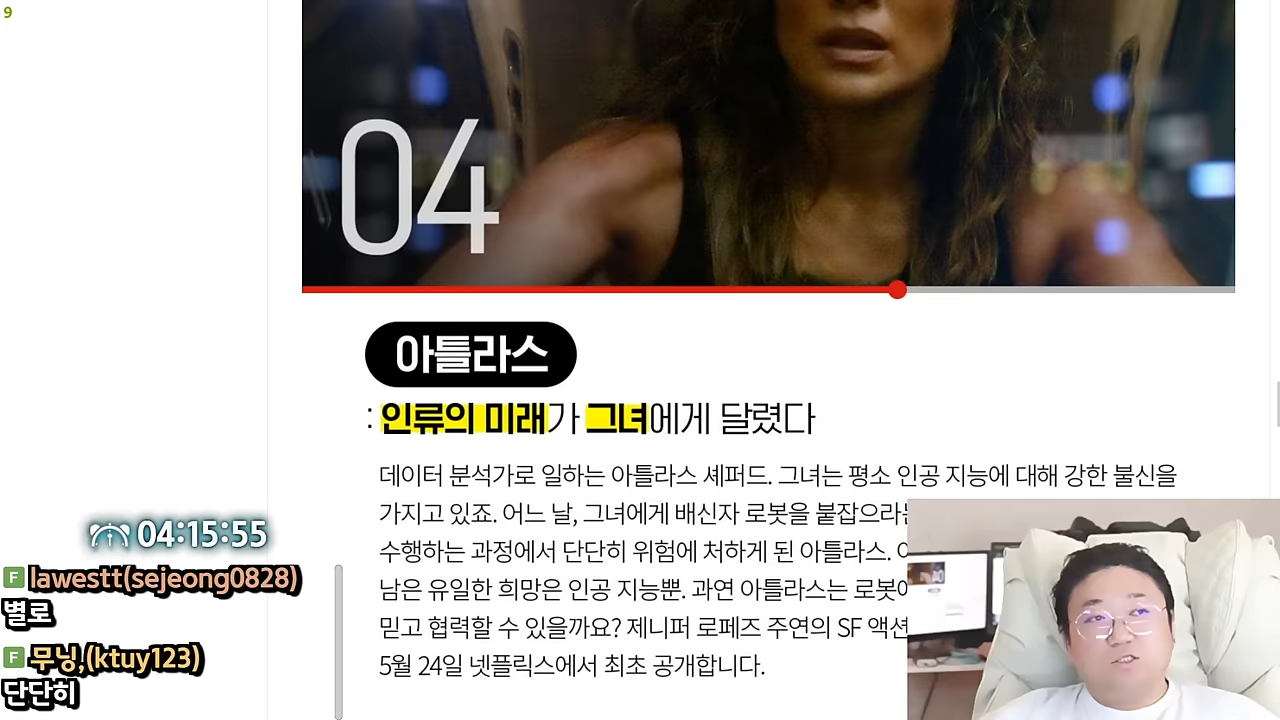 9
04
아틀라스
: 인류의 미래가 그녀에게 달렸다
데이터 분석가로 일하는 아틀라스 셰퍼드. 그녀는 평소 인공 지능에 대해 강한 불신을
가지고 있죠. 어느 날, 그녀에게 배신자 로봇을 붙잡으라는
수행하는 과정에서 단단히 위험에 처하게 된 아틀라스.
남은 유일한 희망은 인공 지능뿐. 과연 아틀라스는
믿고 협력할 수 있을까요? 제니퍼 로페즈 주연의 SF 액션
5월 24일 넷플릭스에서 최초 공개합니다.
04:15:55
F lawestt(sejeong0828)
별로
F 무닝,(ktuy123)
단단히